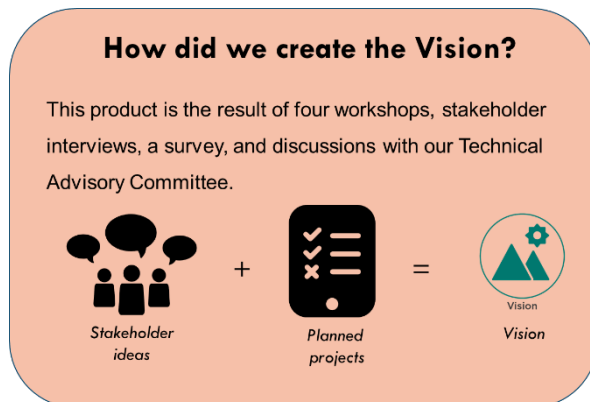 How did we create the Vision?
This product is the result of four workshops, stakeholder
interviews, a survey, and discussions with our Technical
Advisory Committee.
+
=
Vision
Stakeholder
ideas
Planned
projects
Vision